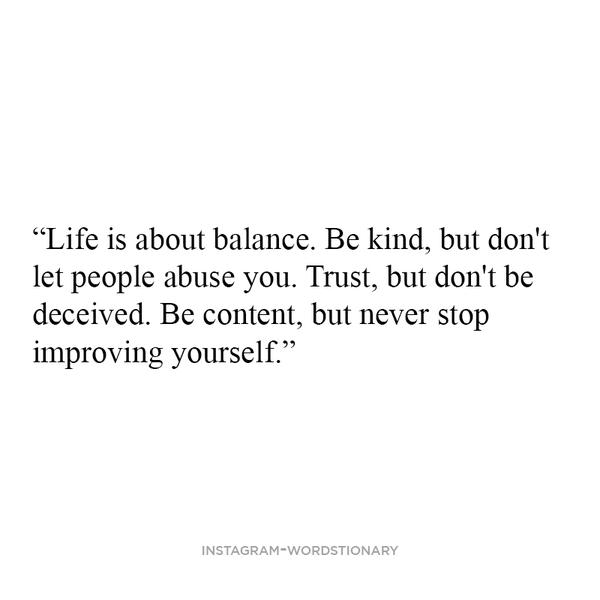 “Life is about balance. Be kind, but don't
let people abuse you. Trust, but don't be
deceived. Be content, but never stop
improving yourself.”
INSTAGRAM-WORDSTIONARY